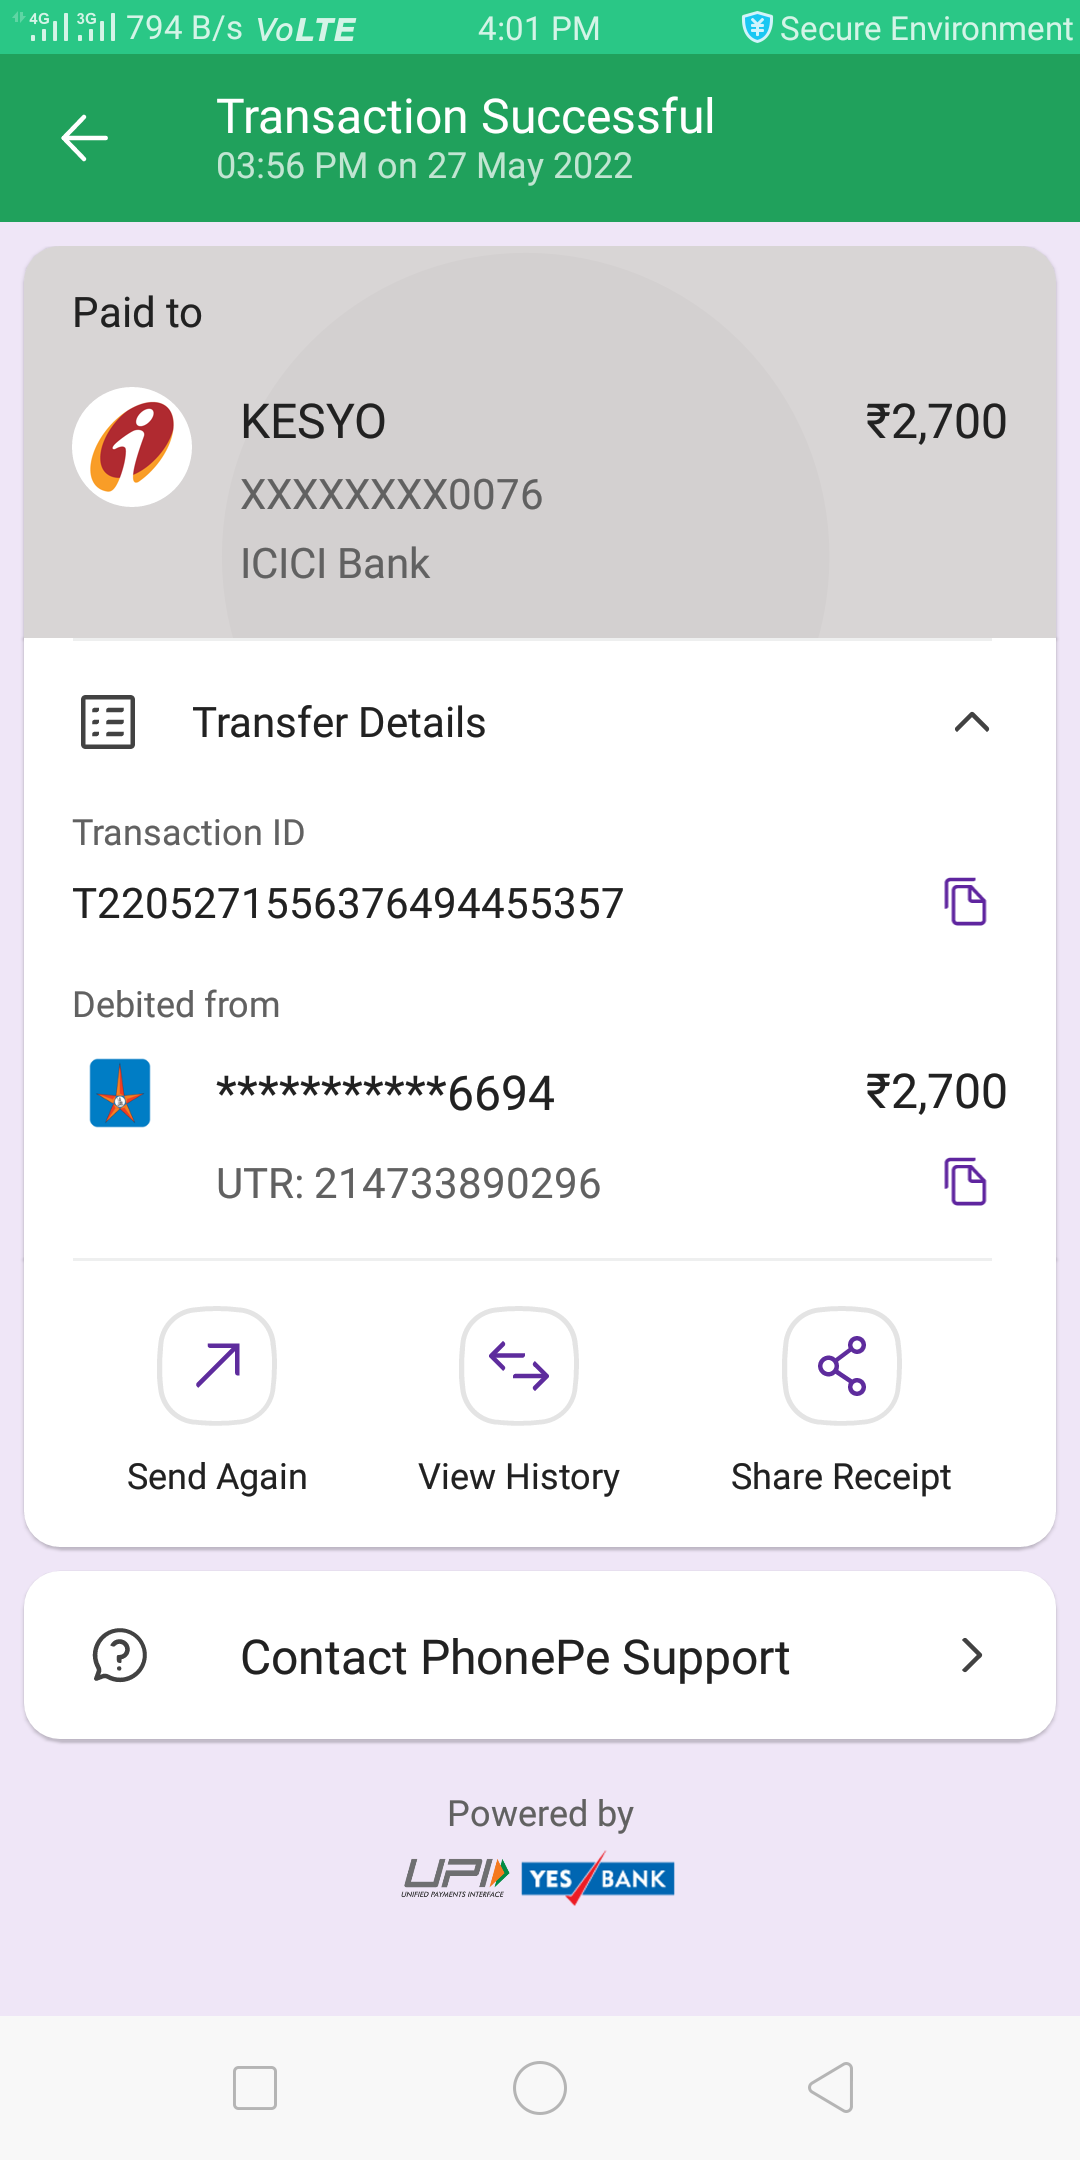 4G 3G 794 B/s VoLTE 4:01 PM Secure Environment
Transaction Successful
03:56 PM on 27 May 2022
Paid to
KESYO ₹2,700
XXXXXXXX0076
ICICI Bank
Transfer Details
Transaction ID
T2205271556376494455357
Debited from
***********6694 ₹2,700
UTR: 214733890296
Send Again View History Share Receipt
Contact PhonePe Support
Powered by
UPI YES BANK
UNIFIED PAYMENTS INTERFACE